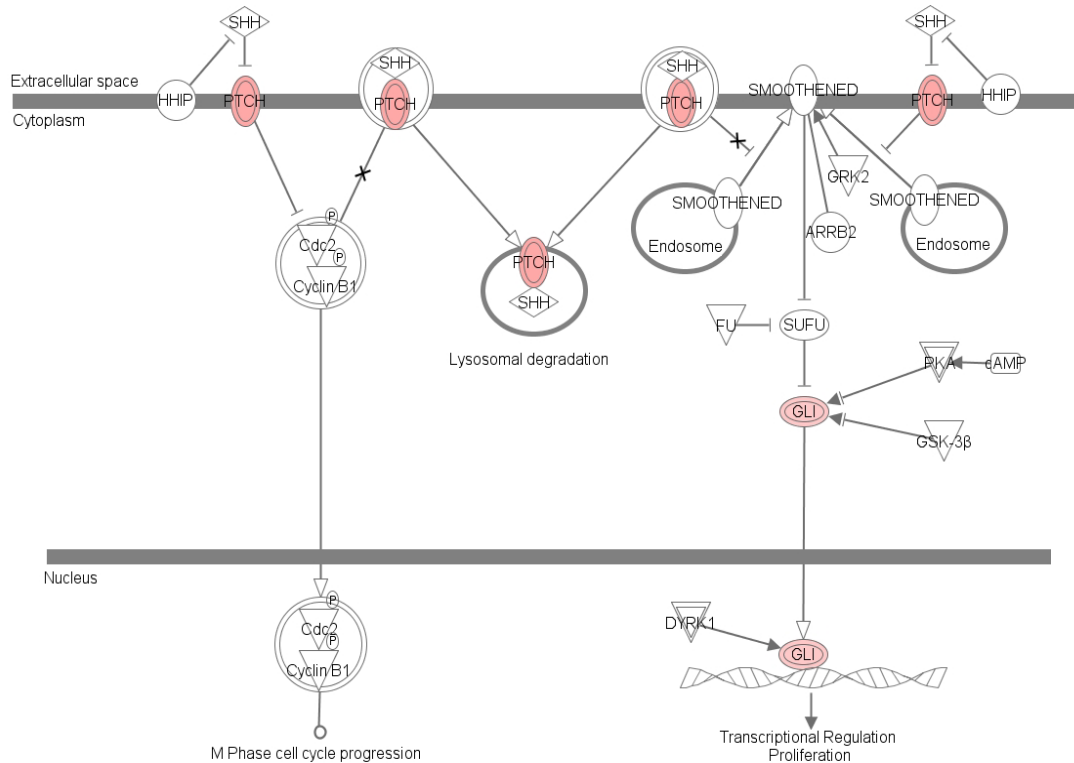 SHH
SHH
SHH
SHH
SMOOTHENED
Extracellular space
HHIP
PTCH
PTCH
PTCH
PTCH
HHIP
Cytoplasm
GRK2
SMOOTHENED
SMOOTHENED
P
Cdc2
P
Cyclin B1
PTCH
SHH
Endosome
ARRB2
Endosome
FU
SUFU
Lysosomal degradation
PKA
cAMP
GLI
GSK-3β
Nucleus
P
Cdc2
P
Cyclin B1
DYRK1
GLI
M Phase cell cycle progression
Transcriptional Regulation
Proliferation